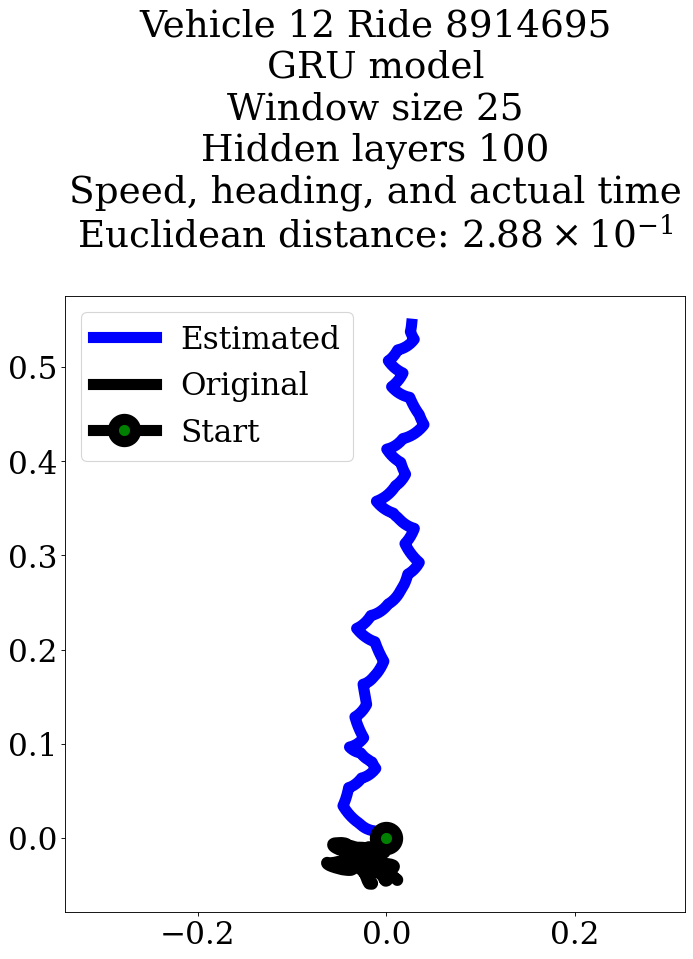 Vehicle 12 Ride 8914695
GRU model
Window size 25
Hidden layers 100
Speed, heading, and actual time
Euclidean distance: 2.88 × 10⁻¹
Estimated
Original
Start
0.5
0.4
0.3
0.2
0.1
0.0
−0.2 0.0 0.2